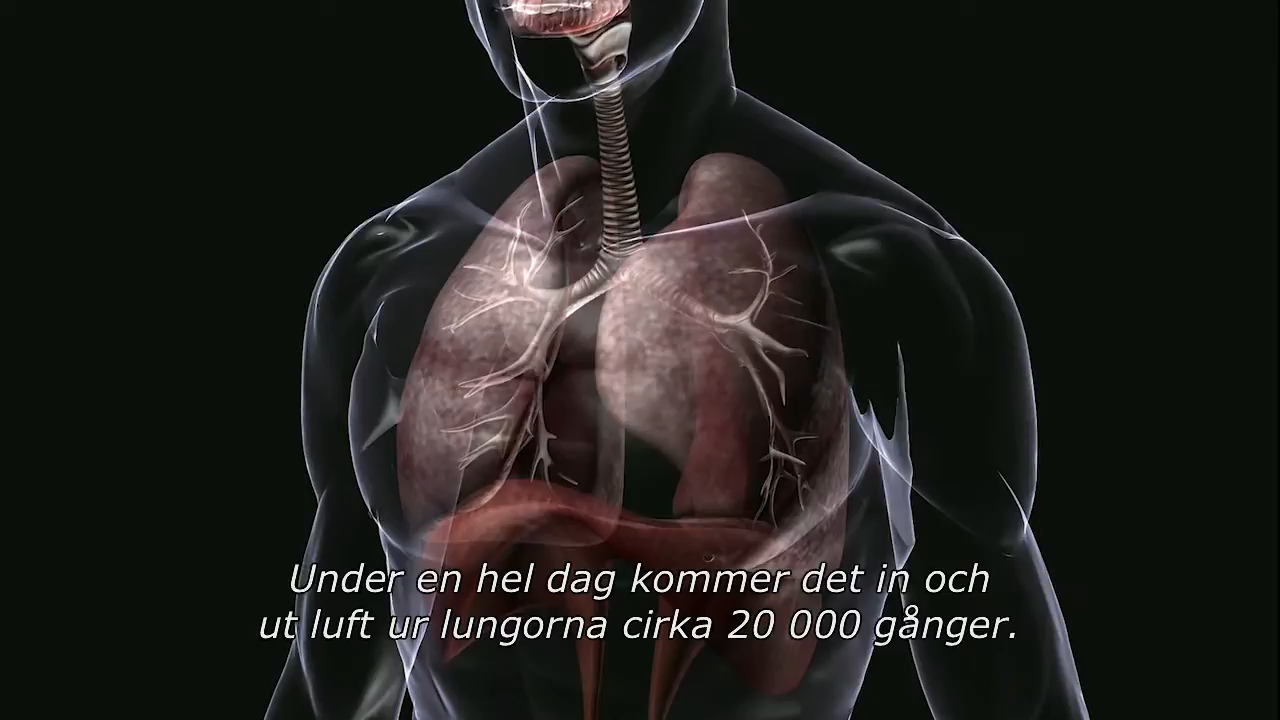 Under en hel dag kommer det in och
ut luft ur lungorna cirka 20 000 gånger.